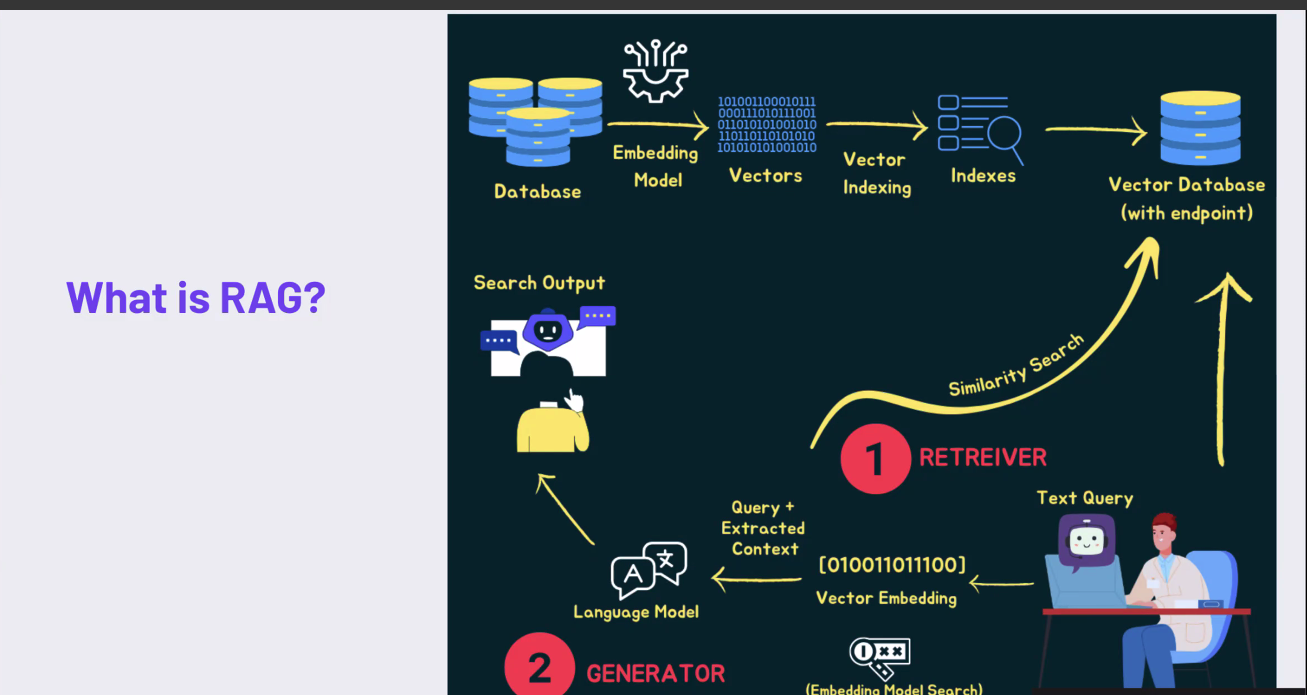 What is RAG?
Database
Embedding
Model
101001100010111
000111010111001
011010101001010
110110110101010
101010101001010
Vectors
Vector
Indexing
Indexes
Vector Database
(with endpoint)
Search Output
Similarity Search
1 RETREIVER
Text Query
Query +
Extracted
Context
[010011011100]
Vector Embedding
A 文
Language Model
2 GENERATOR
(Embedding Model Search)